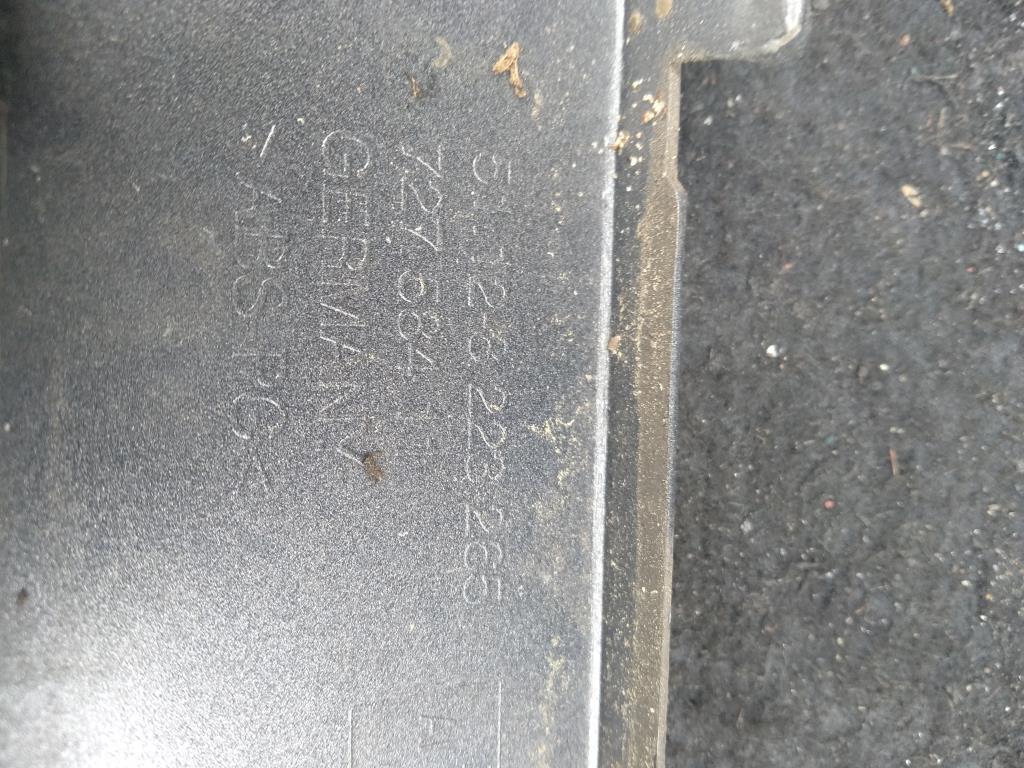 51.12-8 223 265
727 584
GERMANY
>ABS-PC<